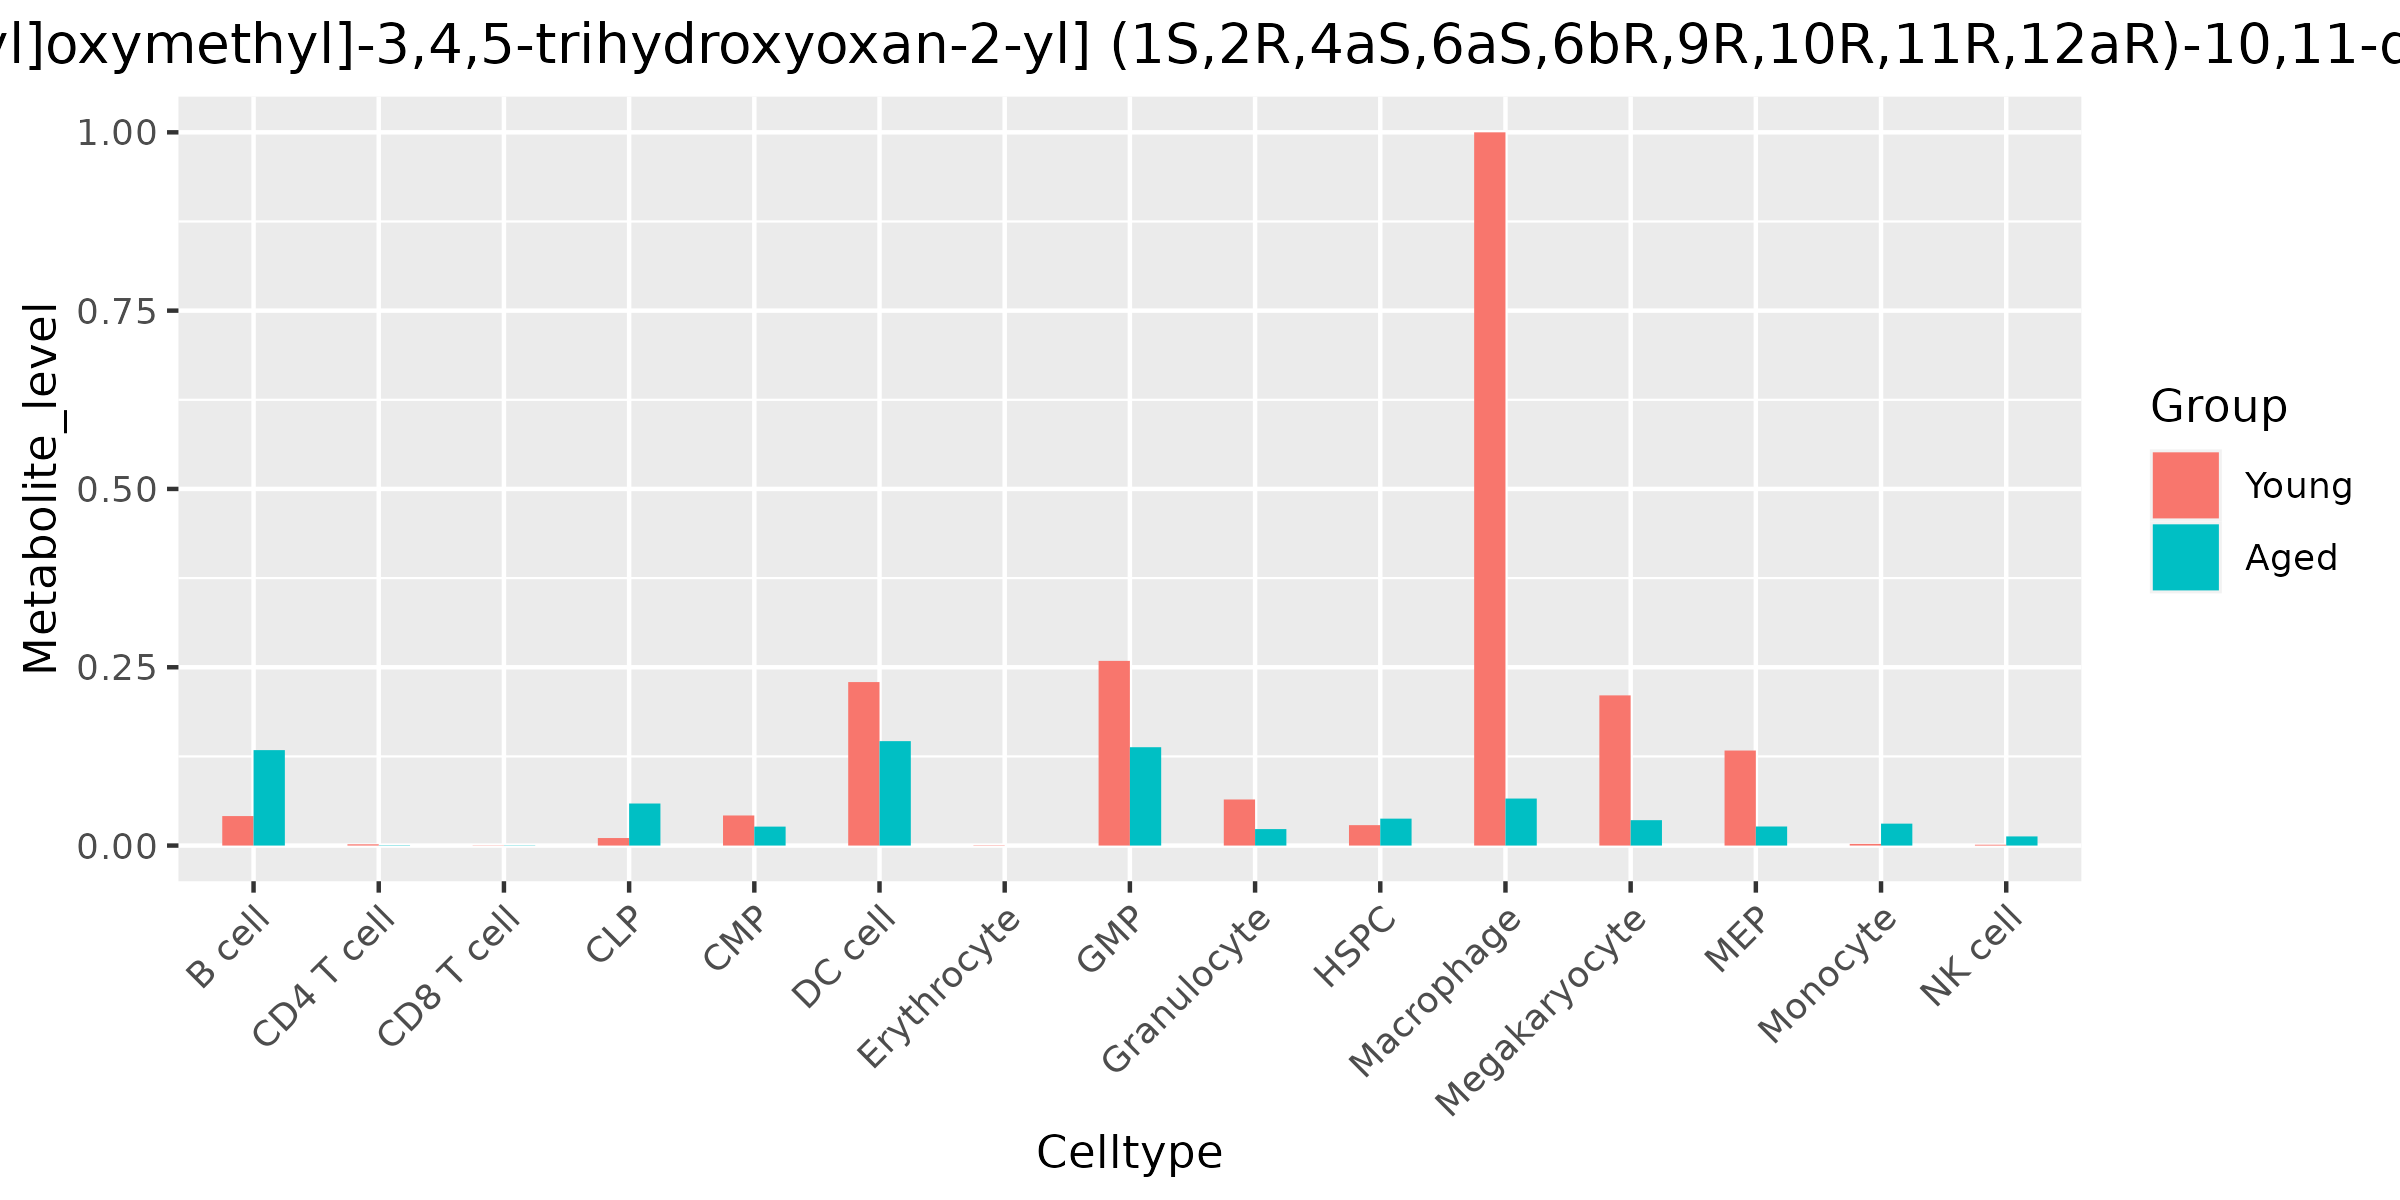 yl]oxymethyl]-3,4,5-trihydroxyoxan-2-yl] (1S,2R,4aS,6aS,6bR,9R,10R,11R,12aR)-10,11-d
Metabolite_level
1.00
0.75
0.50
0.25
0.00
B cell
CD4 T cell
CD8 T cell
CLP
CMP
DC cell
Erythrocyte
GMP
Granulocyte
HSPC
Macrophage
Megakaryocyte
MEP
Monocyte
NK cell
Celltype
Group
Young
Aged